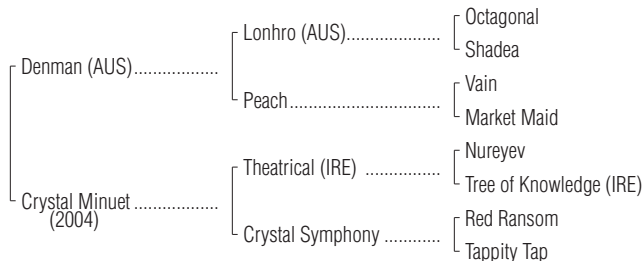 Octagonal
Lonhro (AUS)
Shadea
Denman (AUS)
Vain
Peach
Market Maid
Nureyev
Theatrical (IRE)
Tree of Knowledge (IRE)
Crystal Minuet
(2004)
Red Ransom
Crystal Symphony
Tappity Tap